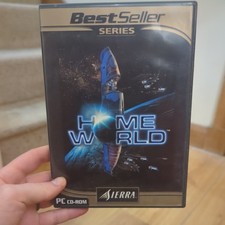 BestSeller
SERIES
HOME
WORLD
SIERRA
PC CD-ROM